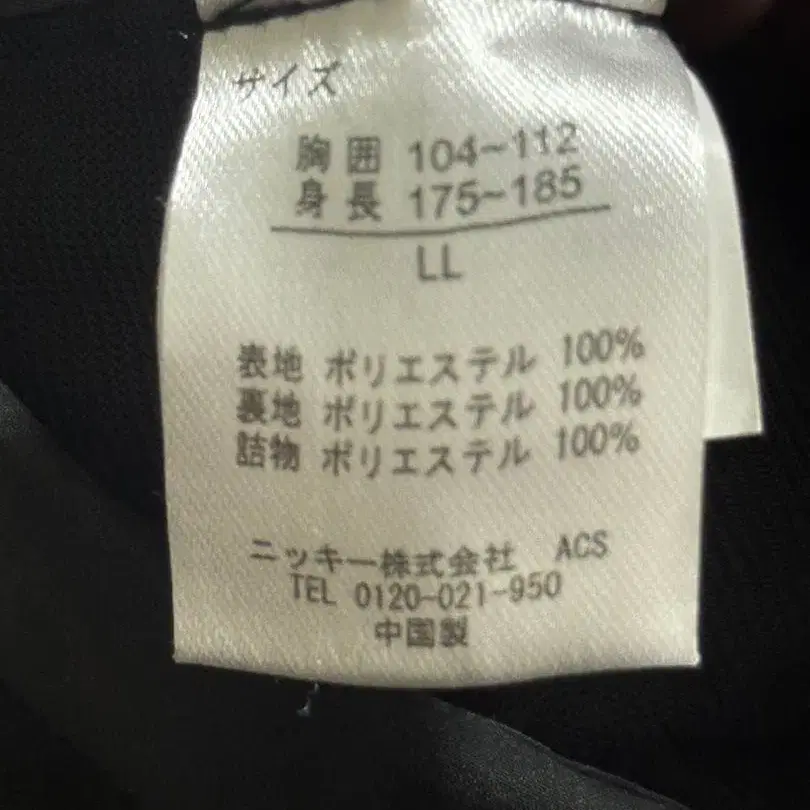 サイズ
胸囲 104~112
身長 175~185
LL
表地 ポリエステル 100%
裏地 ポリエステル 100%
詰物 ポリエステル 100%
ニッキー株式会社 ACS
TEL 0120-021-950
中国製